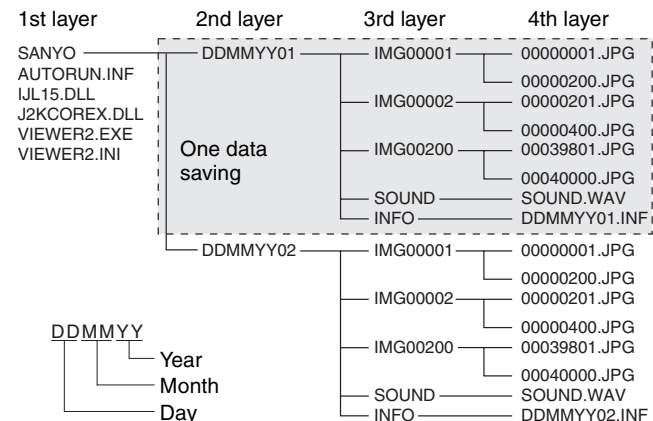 1st layer 2nd layer 3rd layer 4th layer
SANYO DDMMYY01 IMG00001 00000001.JPG
AUTORUN.INF
IJL15.DLL 00000200.JPG
J2KCOREX.DLL IMG00002 00000201.JPG
VIEWER2.EXE 00000400.JPG
VIEWER2.INI
One data IMG00200 00039801.JPG
saving
00040000.JPG
SOUND SOUND.WAV
INFO DDMMYY01.INF
DDMMYY02 IMG00001 00000001.JPG
00000200.JPG
IMG00002 00000201.JPG
00000400.JPG
DDMMYY
IMG00200 00039801.JPG
Year
00040000.JPG
Month
SOUND SOUND.WAV
Day INFO DDMMYY02.INF